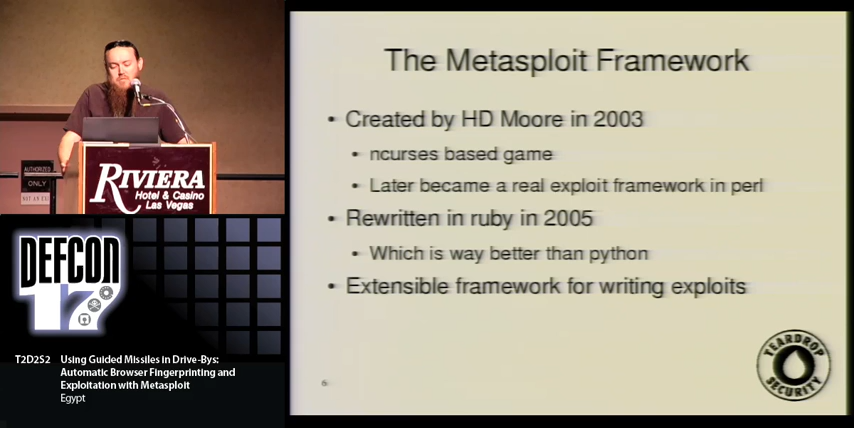 AUTHORIZED
ONLY
RIVIERA
Hotel & Casino
Las Vegas
DEFCON
17
T2D2S2 Using Guided Missiles in Drive-Bys:
Automatic Browser Fingerprinting and
Exploitation with Metasploit
Egypt
The Metasploit Framework
• Created by HD Moore in 2003
• ncurses based game
• Later became a real exploit framework in perl
• Rewritten in ruby in 2005
• Which is way better than python
• Extensible framework for writing exploits
TEARDROP
SECURITY